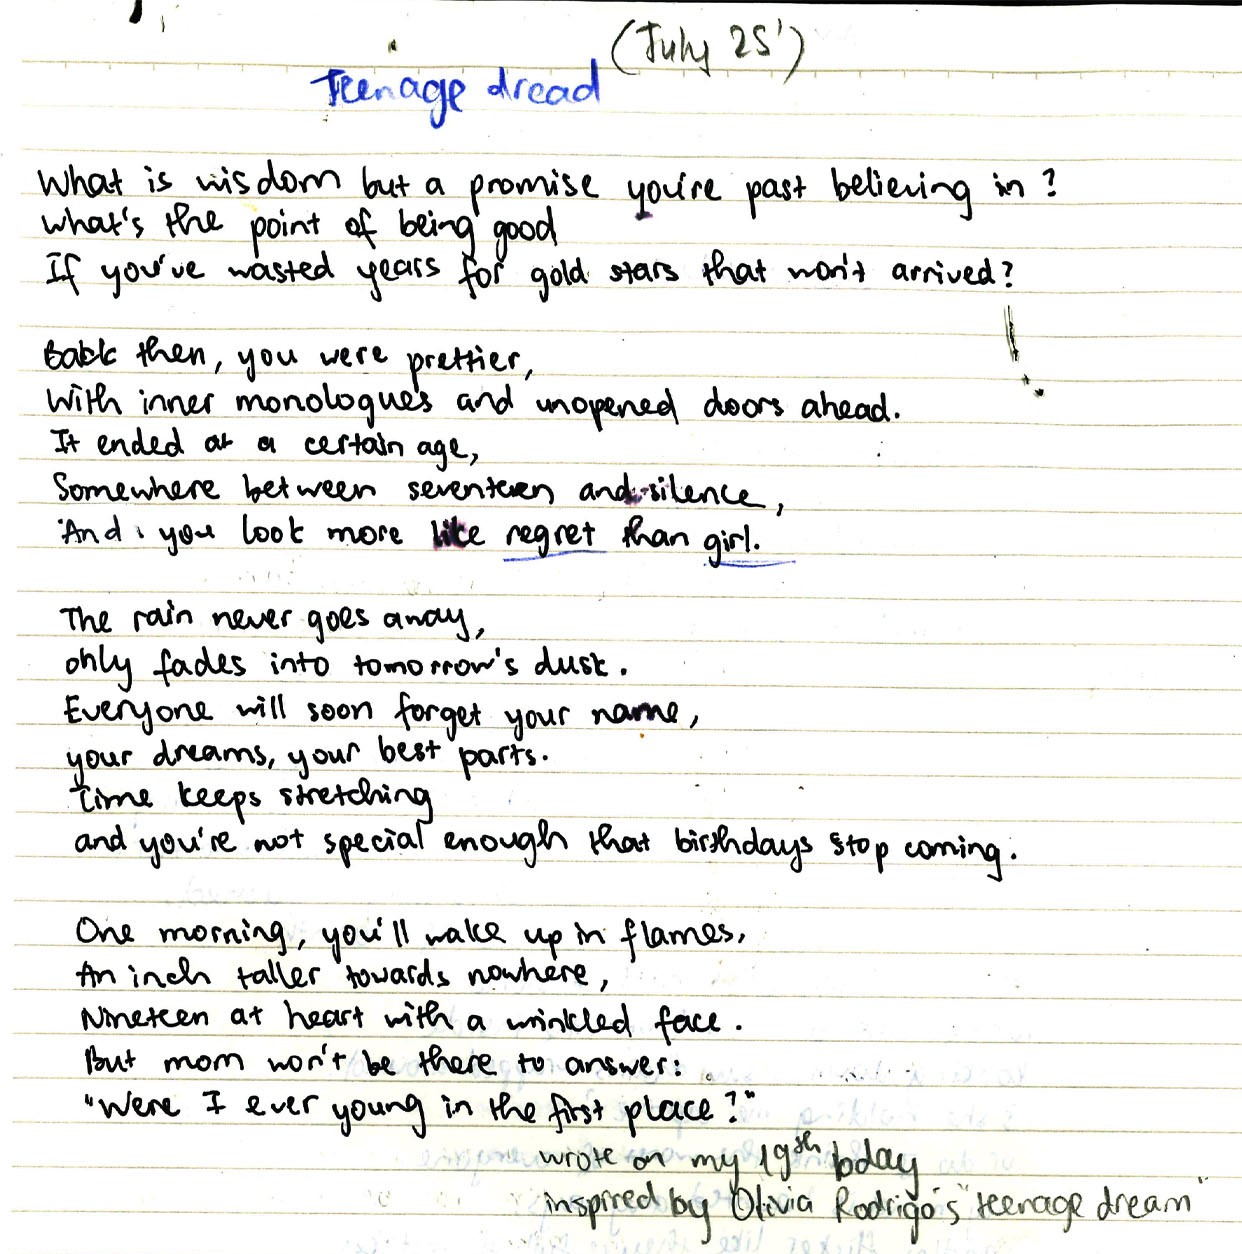 (July 25')
Teenage dread
What is wisdom but a promise you're past believing in?
What's the point of being good
If you've wasted years for gold stars that won't arrived?
Back then, you were prettier,
With inner monologues and unopened doors ahead.
It ended at a certain age,
Somewhere between seventeen and silence,
And you look more like regret than girl.
The rain never goes away,
only fades into tomorrow's dusk.
Everyone will soon forget your name,
your dreams, your best parts.
Time keeps stretching
and you're not special enough that birthdays stop coming.
One morning, you'll wake up in flames,
An inch taller towards nowhere,
Nineteen at heart with a wrinkled face.
But mom won't be there to answer:
"Were I ever young in the first place?"
wrote on my 19th bday
inspired by Olivia Rodrigo's "teenage dream"